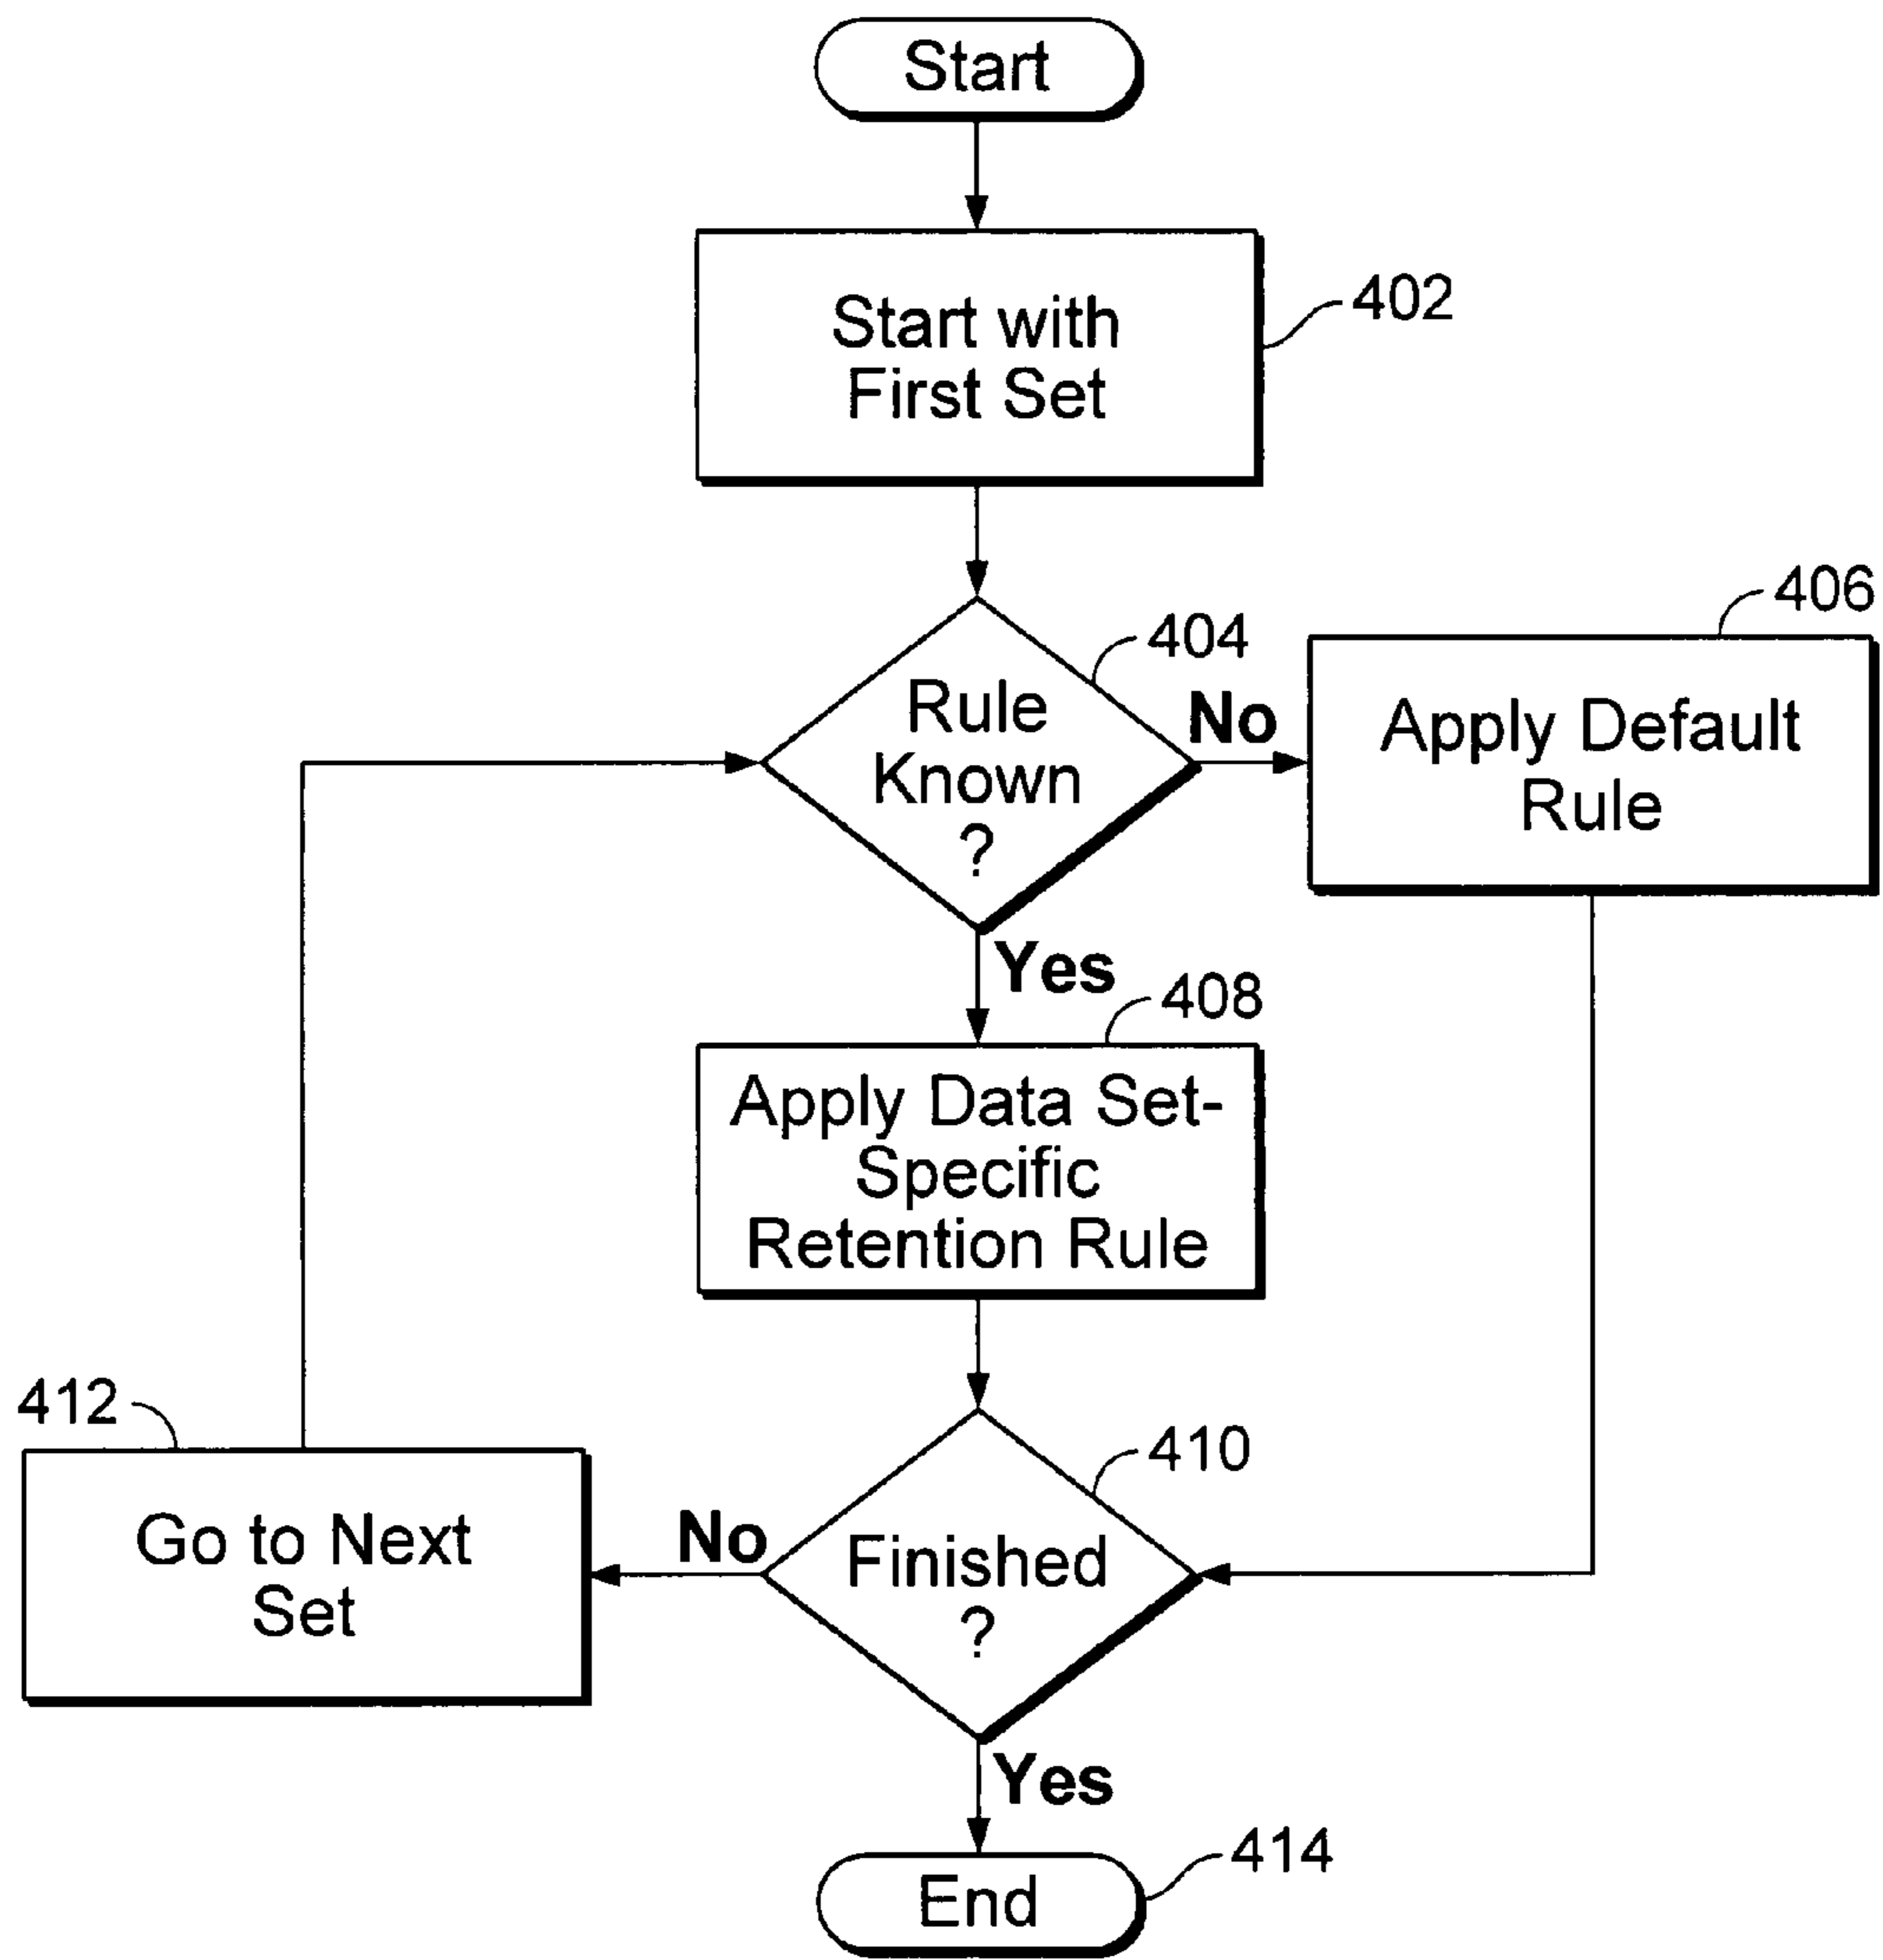 Start
Start with
First Set
402
404
Rule
Known
?
No
406
Apply Default
Rule
Yes
408
Apply Data Set-
Specific
Retention Rule
412
Go to Next
Set
No
410
Finished
?
Yes
End
414